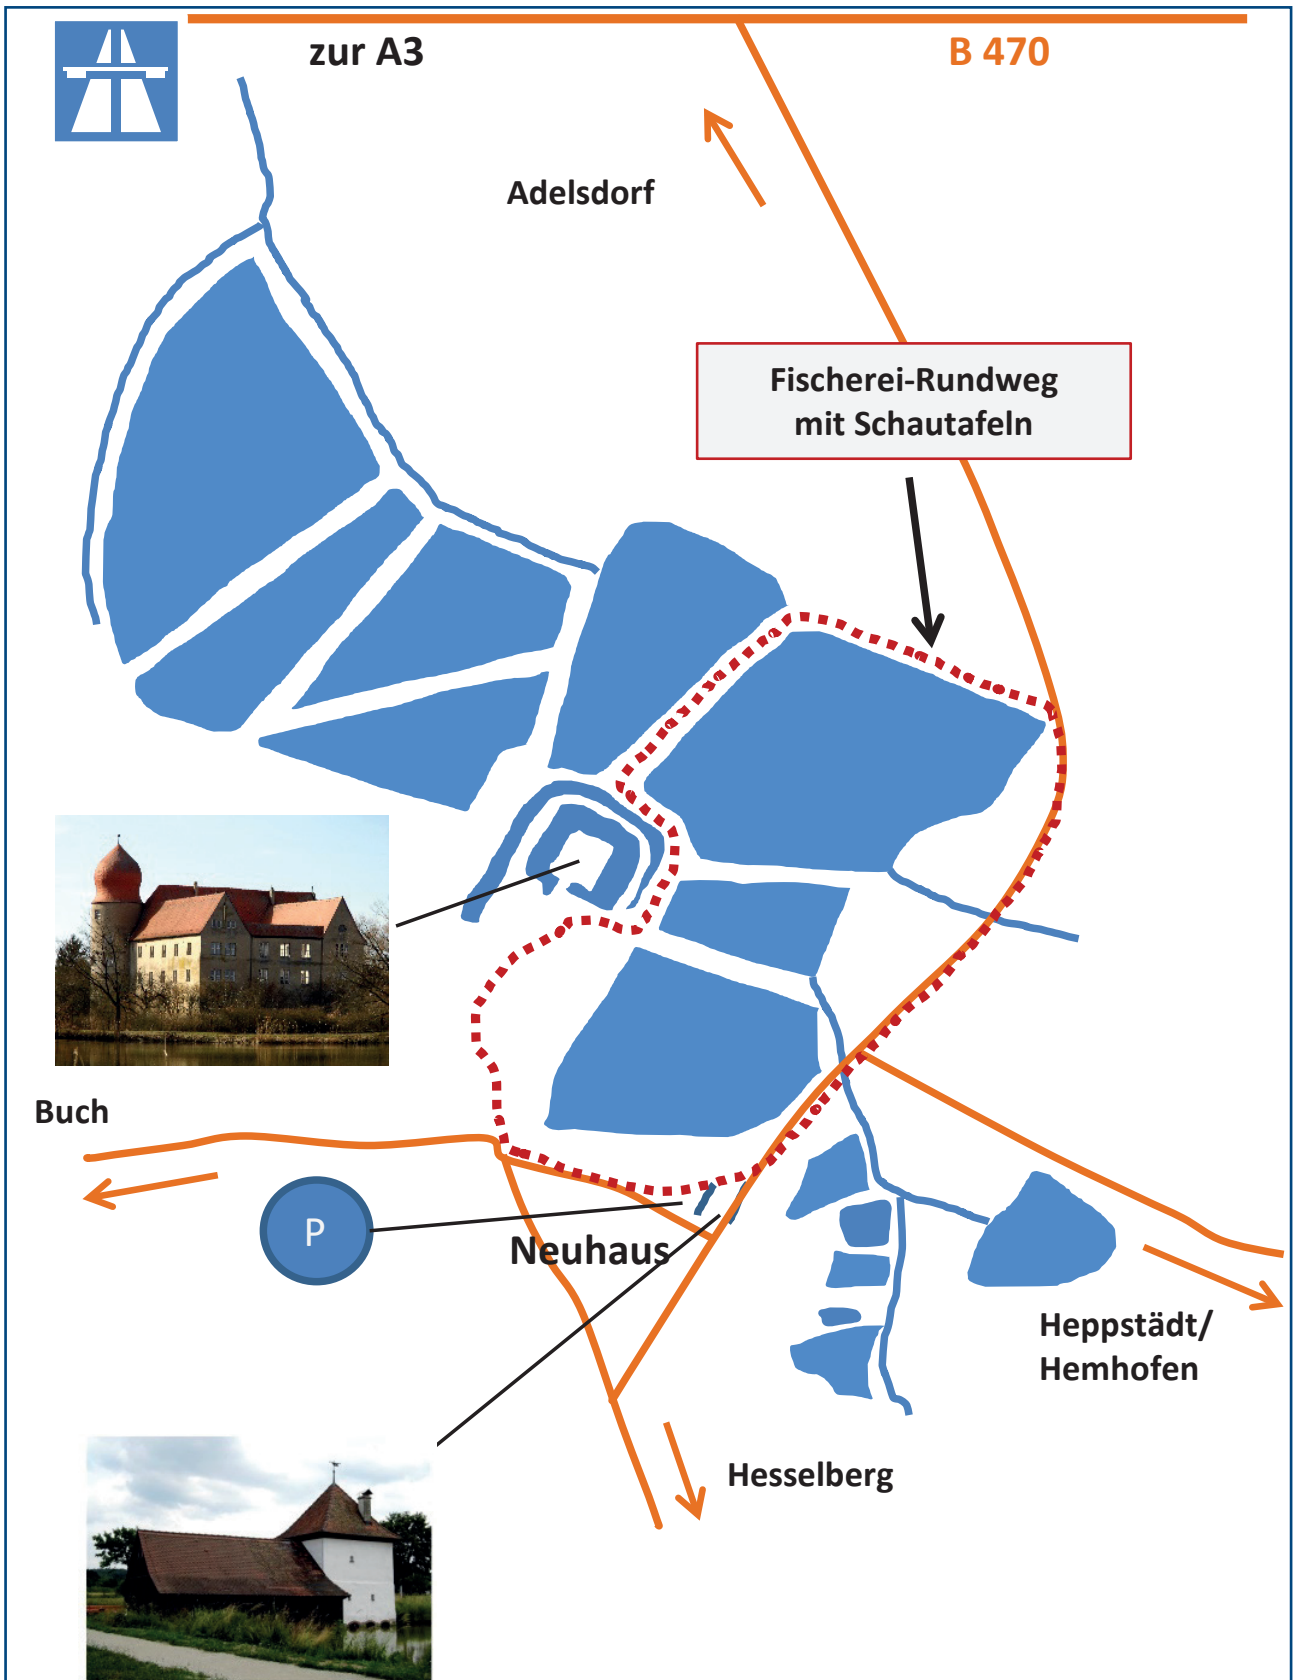 zur A3
B 470
Adelsdorf
Fischerei-Rundweg
mit Schautafeln
Buch
P
Neuhaus
Heppstädt/
Hemhofen
Hesselberg